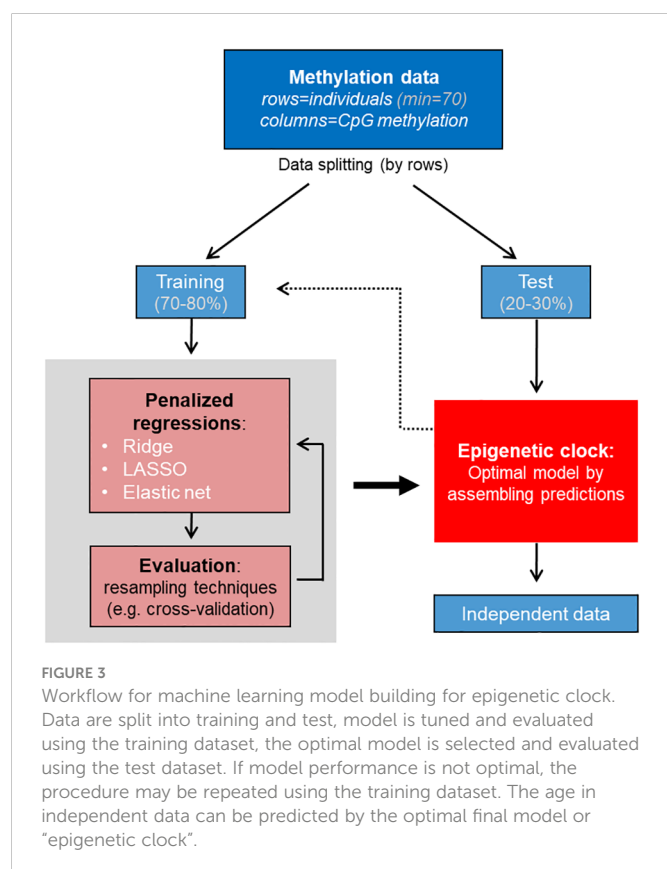 Methylation data
rows=individuals (min=70)
columns=CpG methylation
Data splitting (by rows)
Training
(70-80%)
Test
(20-30%)
Penalized
regressions:
• Ridge
• LASSO
• Elastic net
Evaluation:
resampling techniques
(e.g. cross-validation)
Epigenetic clock:
Optimal model by
assembling predictions
Independent data
FIGURE 3
Workflow for machine learning model building for epigenetic clock.
Data are split into training and test, model is tuned and evaluated
using the training dataset, the optimal model is selected and evaluated
using the test dataset. If model performance is not optimal, the
procedure may be repeated using the training dataset. The age in
independent data can be predicted by the optimal final model or
“epigenetic clock”.